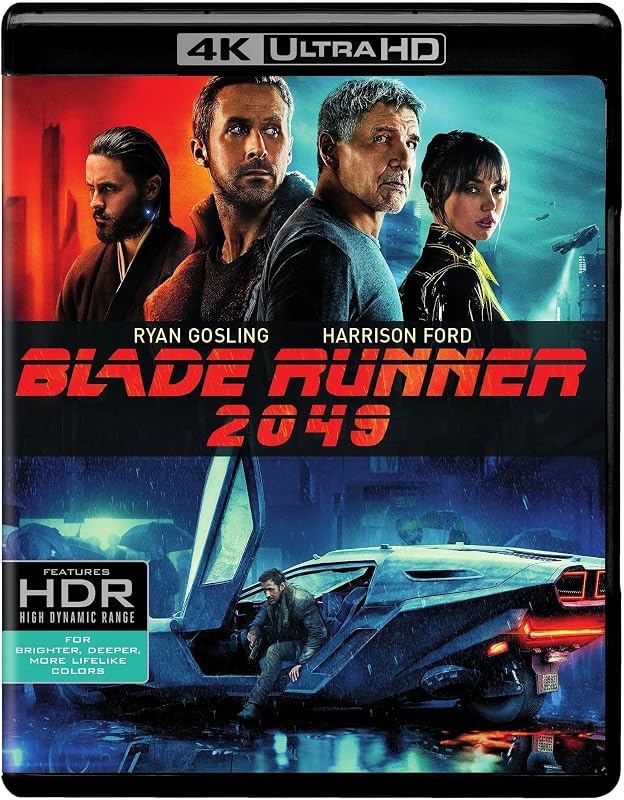 4K ULTRA HD
RYAN GOSLING HARRISON FORD
BLADE RUNNER
2049
FEATURES
HDR
HIGH DYNAMIC RANGE
FOR
BRIGHTER, DEEPER,
MORE LIFELIKE
COLORS